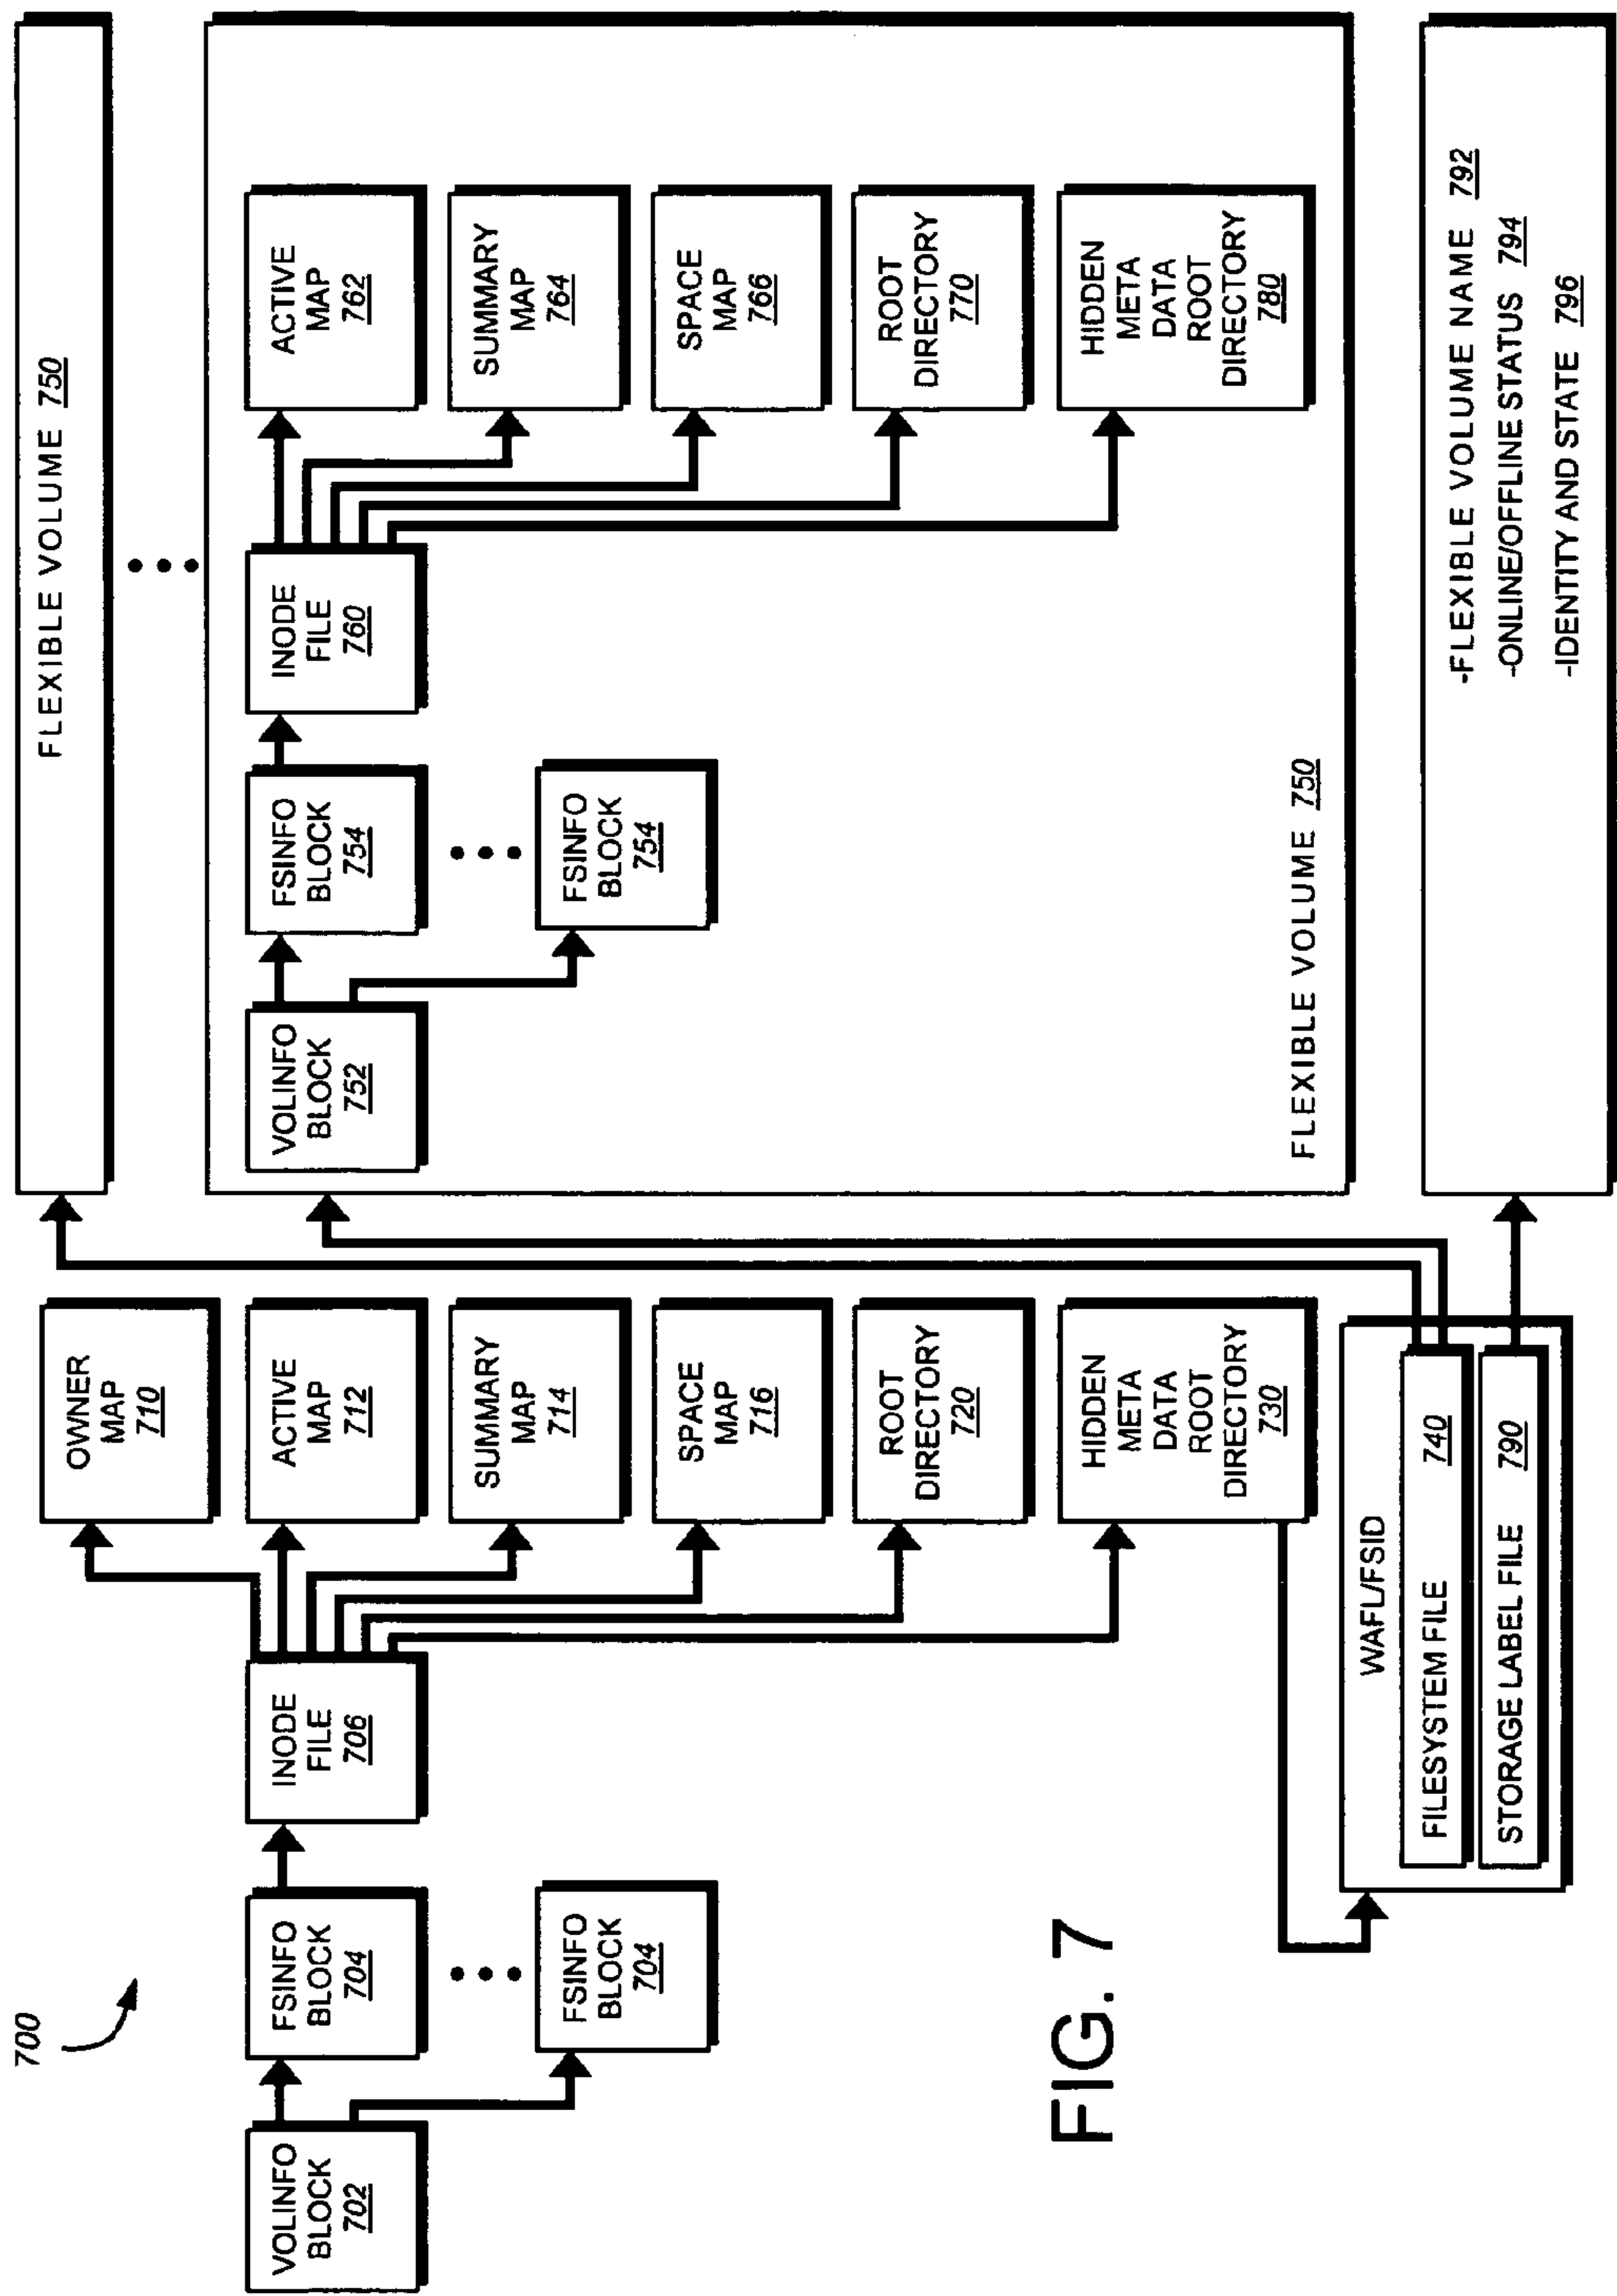 700
VOLINFO
BLOCK
702
FSINFO
BLOCK
704
FSINFO
BLOCK
704
INODE
FILE
706
OWNER
MAP
710
ACTIVE
MAP
712
SUMMARY
MAP
714
SPACE
MAP
716
ROOT
DIRECTORY
720
HIDDEN
META
DATA
ROOT
DIRECTORY
730
WAFL/FSID
FILESYSTEM FILE 740
STORAGE LABEL FILE 790
FLEXIBLE VOLUME 750
VOLINFO
BLOCK
752
FSINFO
BLOCK
754
FSINFO
BLOCK
754
INODE
FILE
760
ACTIVE
MAP
762
SUMMARY
MAP
764
SPACE
MAP
766
ROOT
DIRECTORY
770
HIDDEN
META
DATA
ROOT
DIRECTORY
780
FLEXIBLE VOLUME 750
-FLEXIBLE VOLUME NAME 792
-ONLINE/OFFLINE STATUS 794
-IDENTITY AND STATE 796
FIG. 7